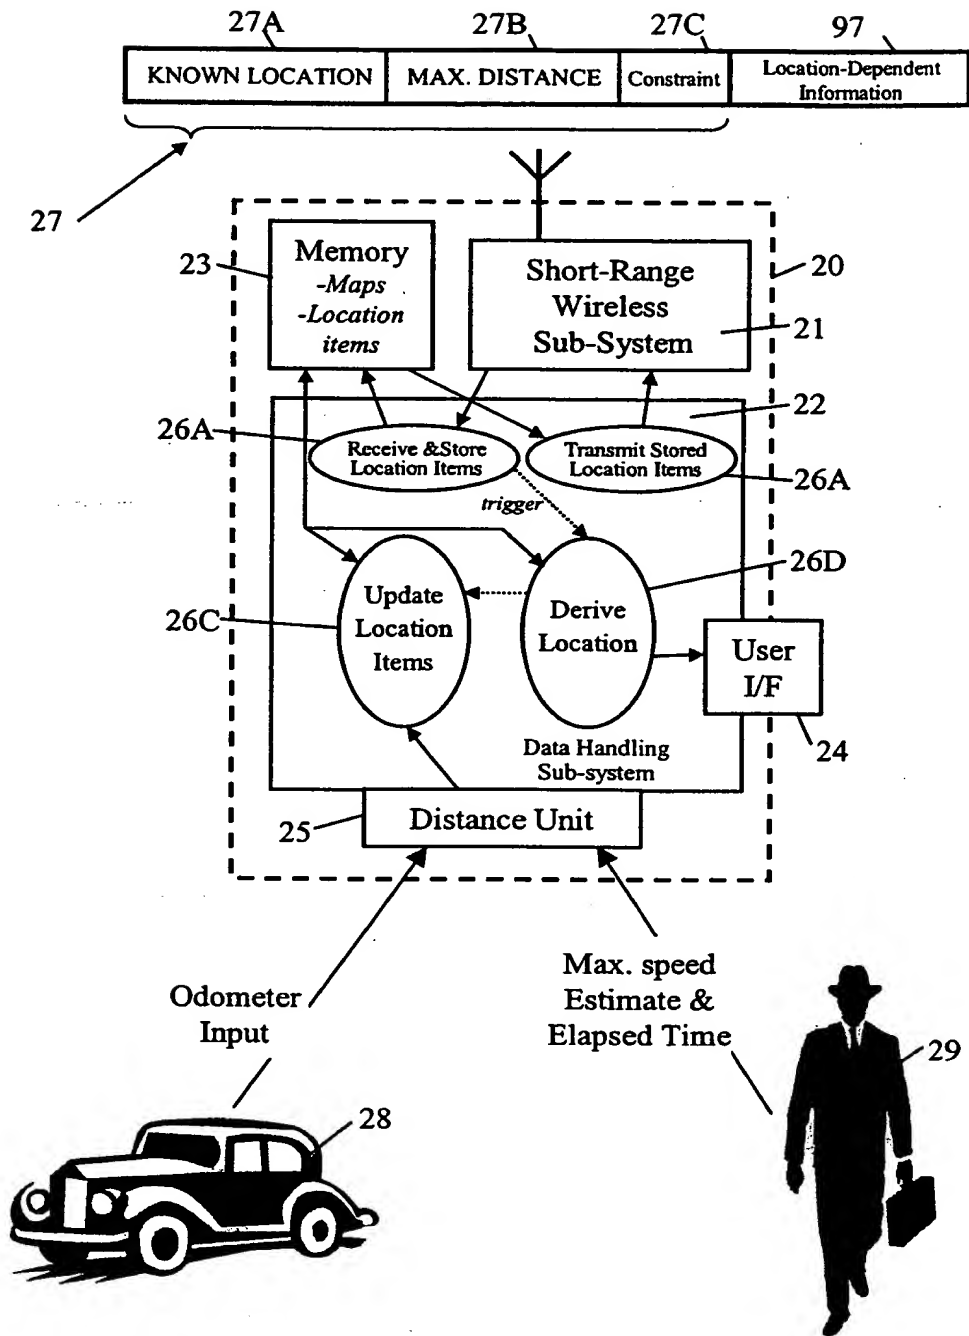 27A 27B 27C 97
KNOWN LOCATION MAX. DISTANCE Constraint Location-Dependent
Information
27
Memory
-Maps
-Location
items
23
Short-Range
Wireless
Sub-System
20
21
22
26A
Receive &Store
Location Items
Transmit Stored
Location Items
26A
trigger
26D
Update
Location
Items
26C
Derive
Location
User
I/F
24
Data Handling
Sub-system
25
Distance Unit
Odometer
Input
Max. speed
Estimate &
Elapsed Time
29
28